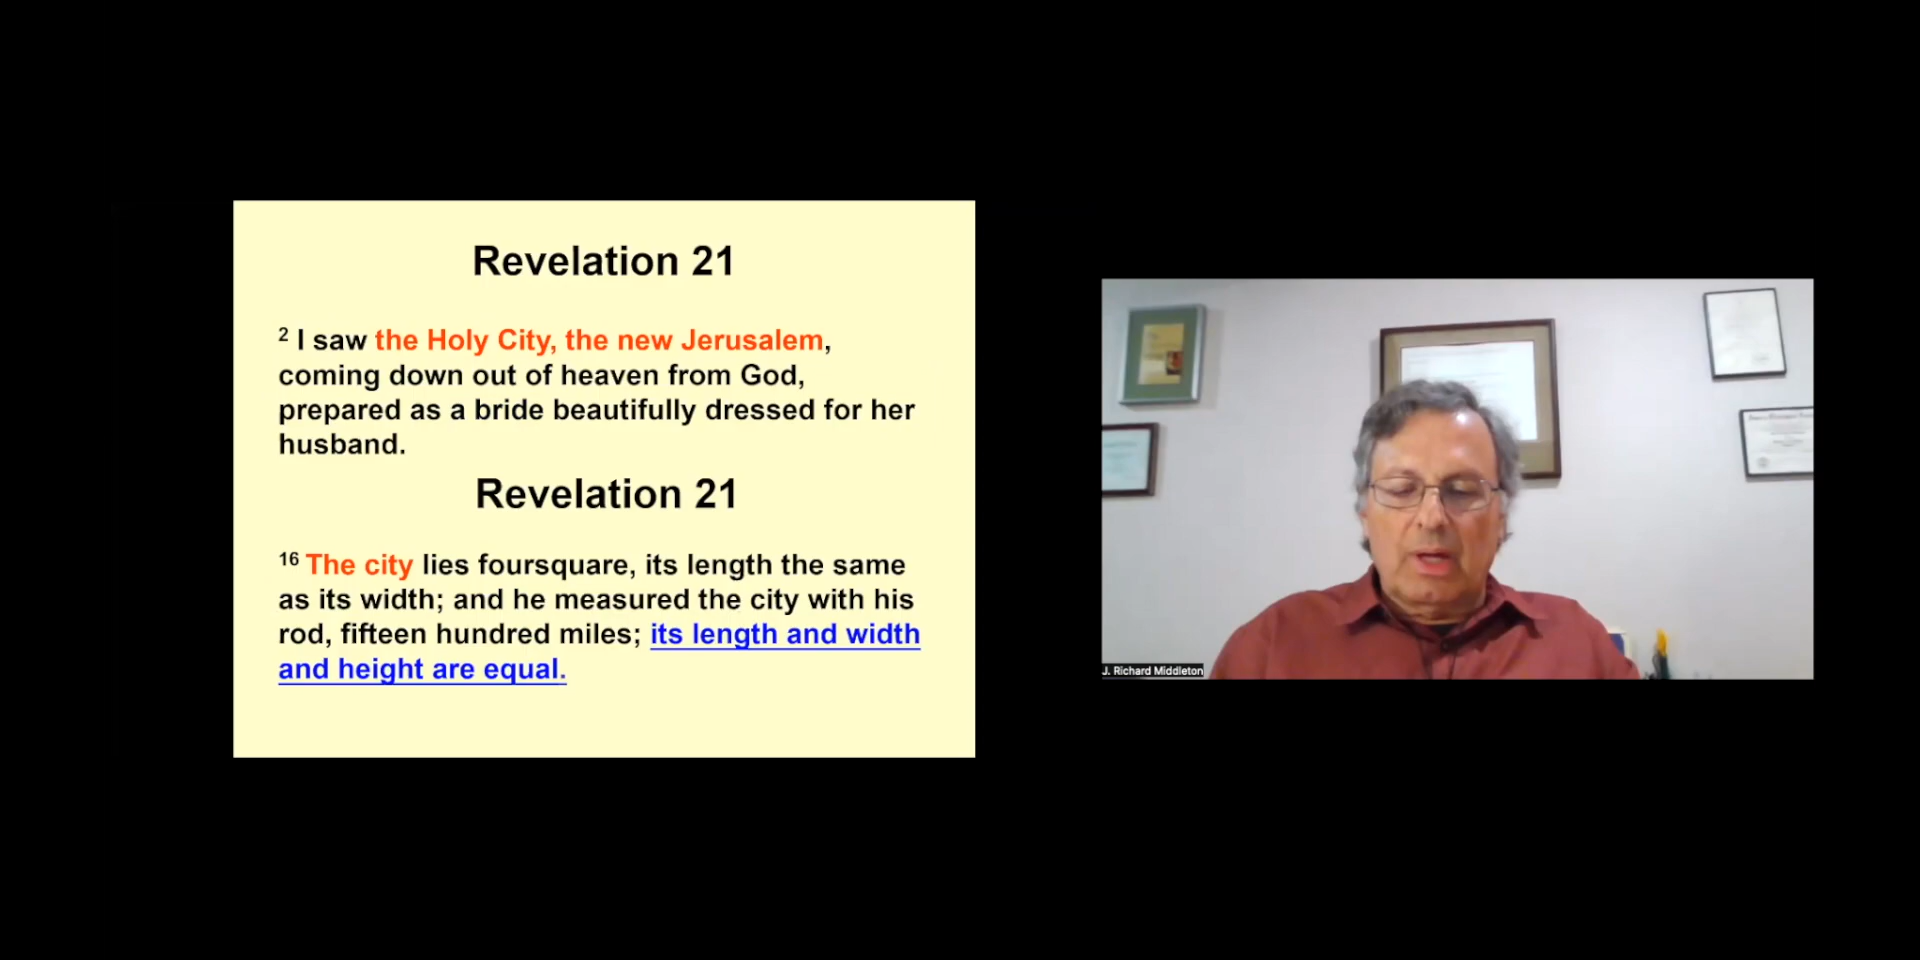 Revelation 21
2 I saw the Holy City, the new Jerusalem,
coming down out of heaven from God,
prepared as a bride beautifully dressed for her
husband.
Revelation 21
16 The city lies foursquare, its length the same
as its width; and he measured the city with his
rod, fifteen hundred miles; its length and width
and height are equal.
J. Richard Middleton